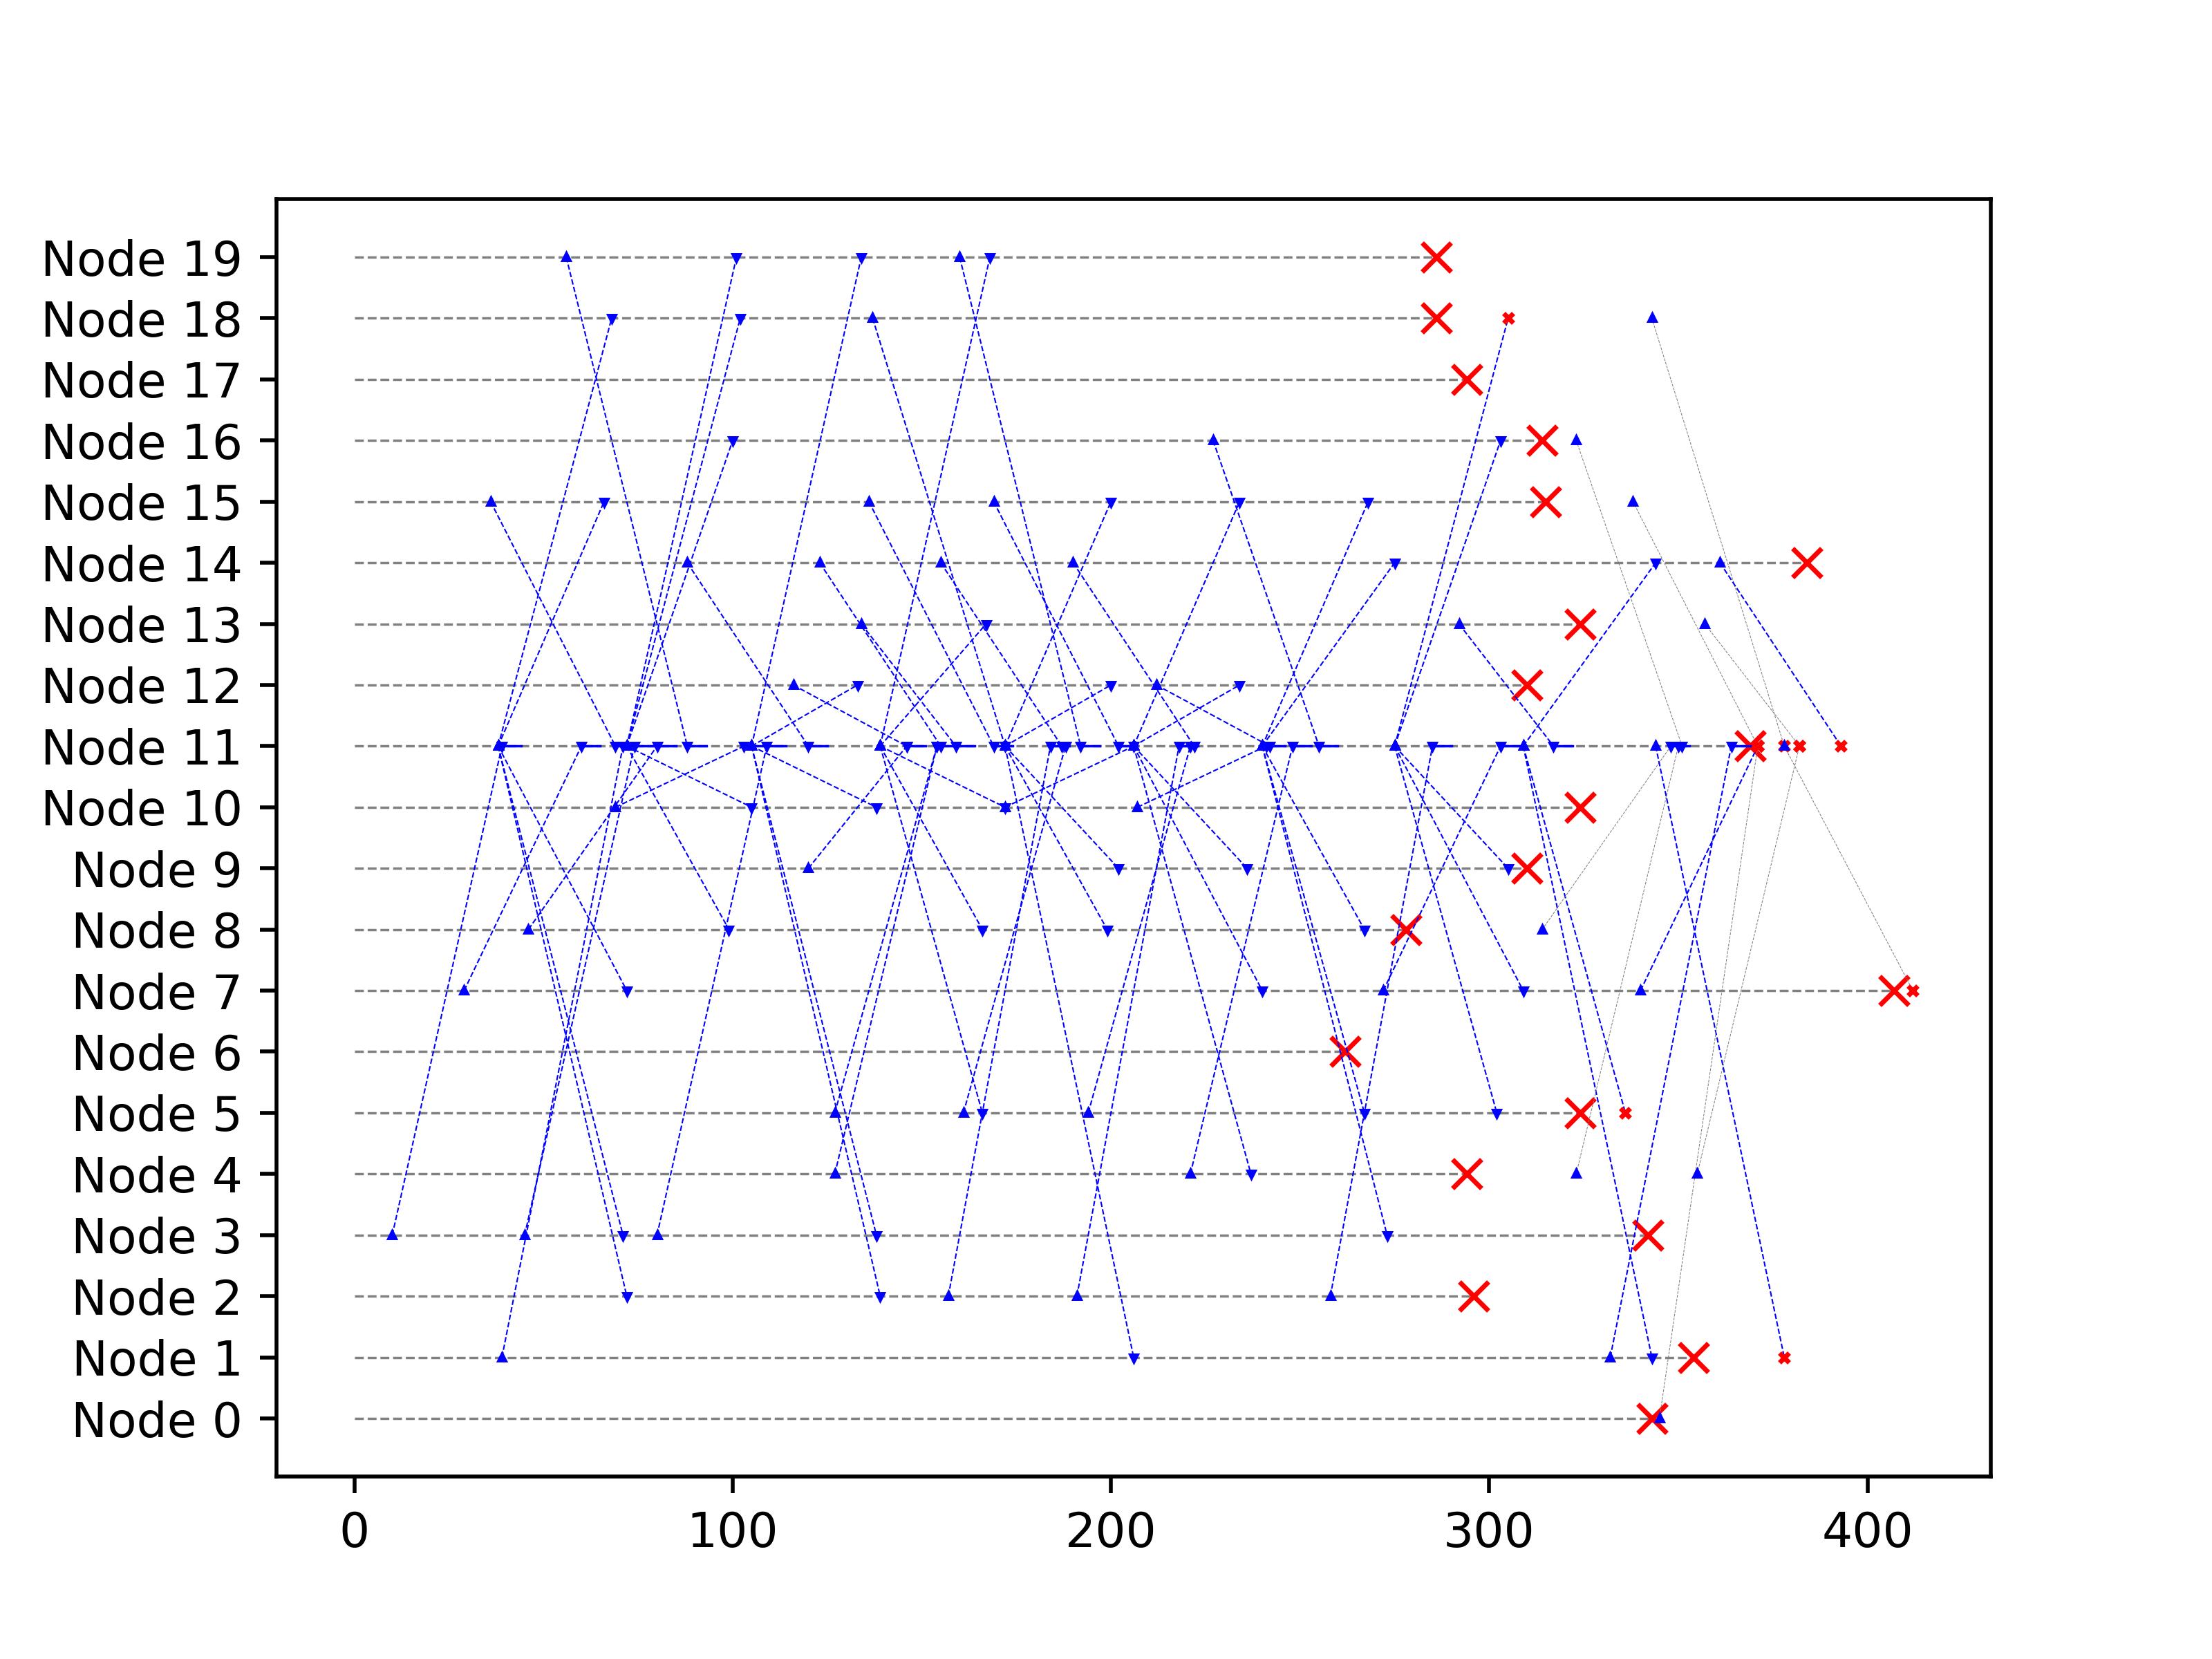 Node 19
Node 18
Node 17
Node 16
Node 15
Node 14
Node 13
Node 12
Node 11
Node 10
Node 9
Node 8
Node 7
Node 6
Node 5
Node 4
Node 3
Node 2
Node 1
Node 0
0 100 200 300 400